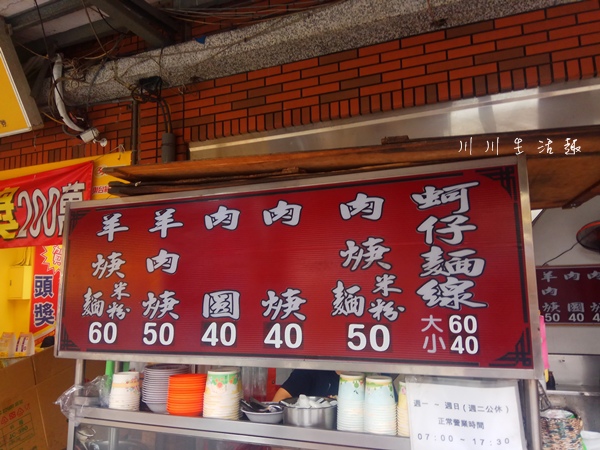 川川生活趣
蚵仔麵線
大 60
小 40
肉焿麵米粉
50
肉焿
40
肉圓
40
羊肉焿
50
羊焿麵米粉
60
獎200萬
頭獎
週一 ~ 週日(週二公休)
正常營業時間
07:00 ~ 17:30
羊肉焿
50
肉圓
40